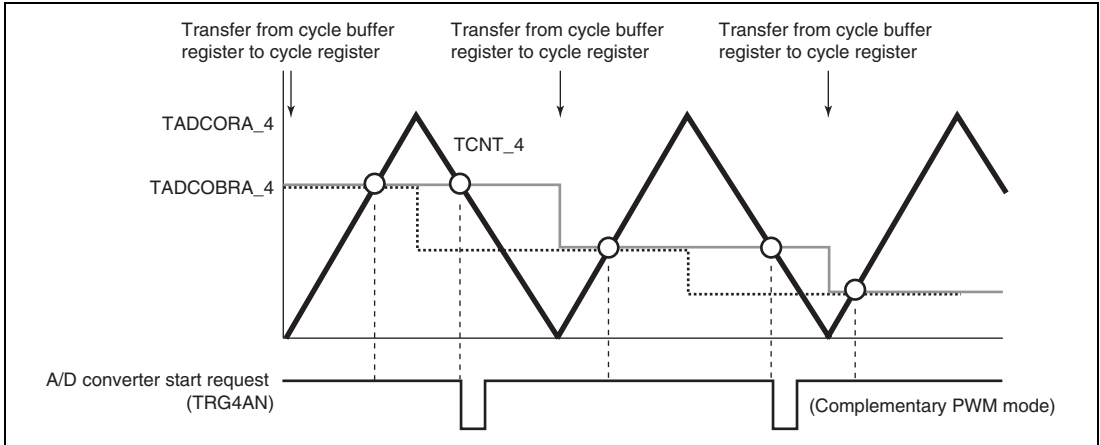 Transfer from cycle buffer
register to cycle register
Transfer from cycle buffer
register to cycle register
Transfer from cycle buffer
register to cycle register
TADCORA_4
TCNT_4
TADCOBRA_4
A/D converter start request
(TRG4AN)
(Complementary PWM mode)